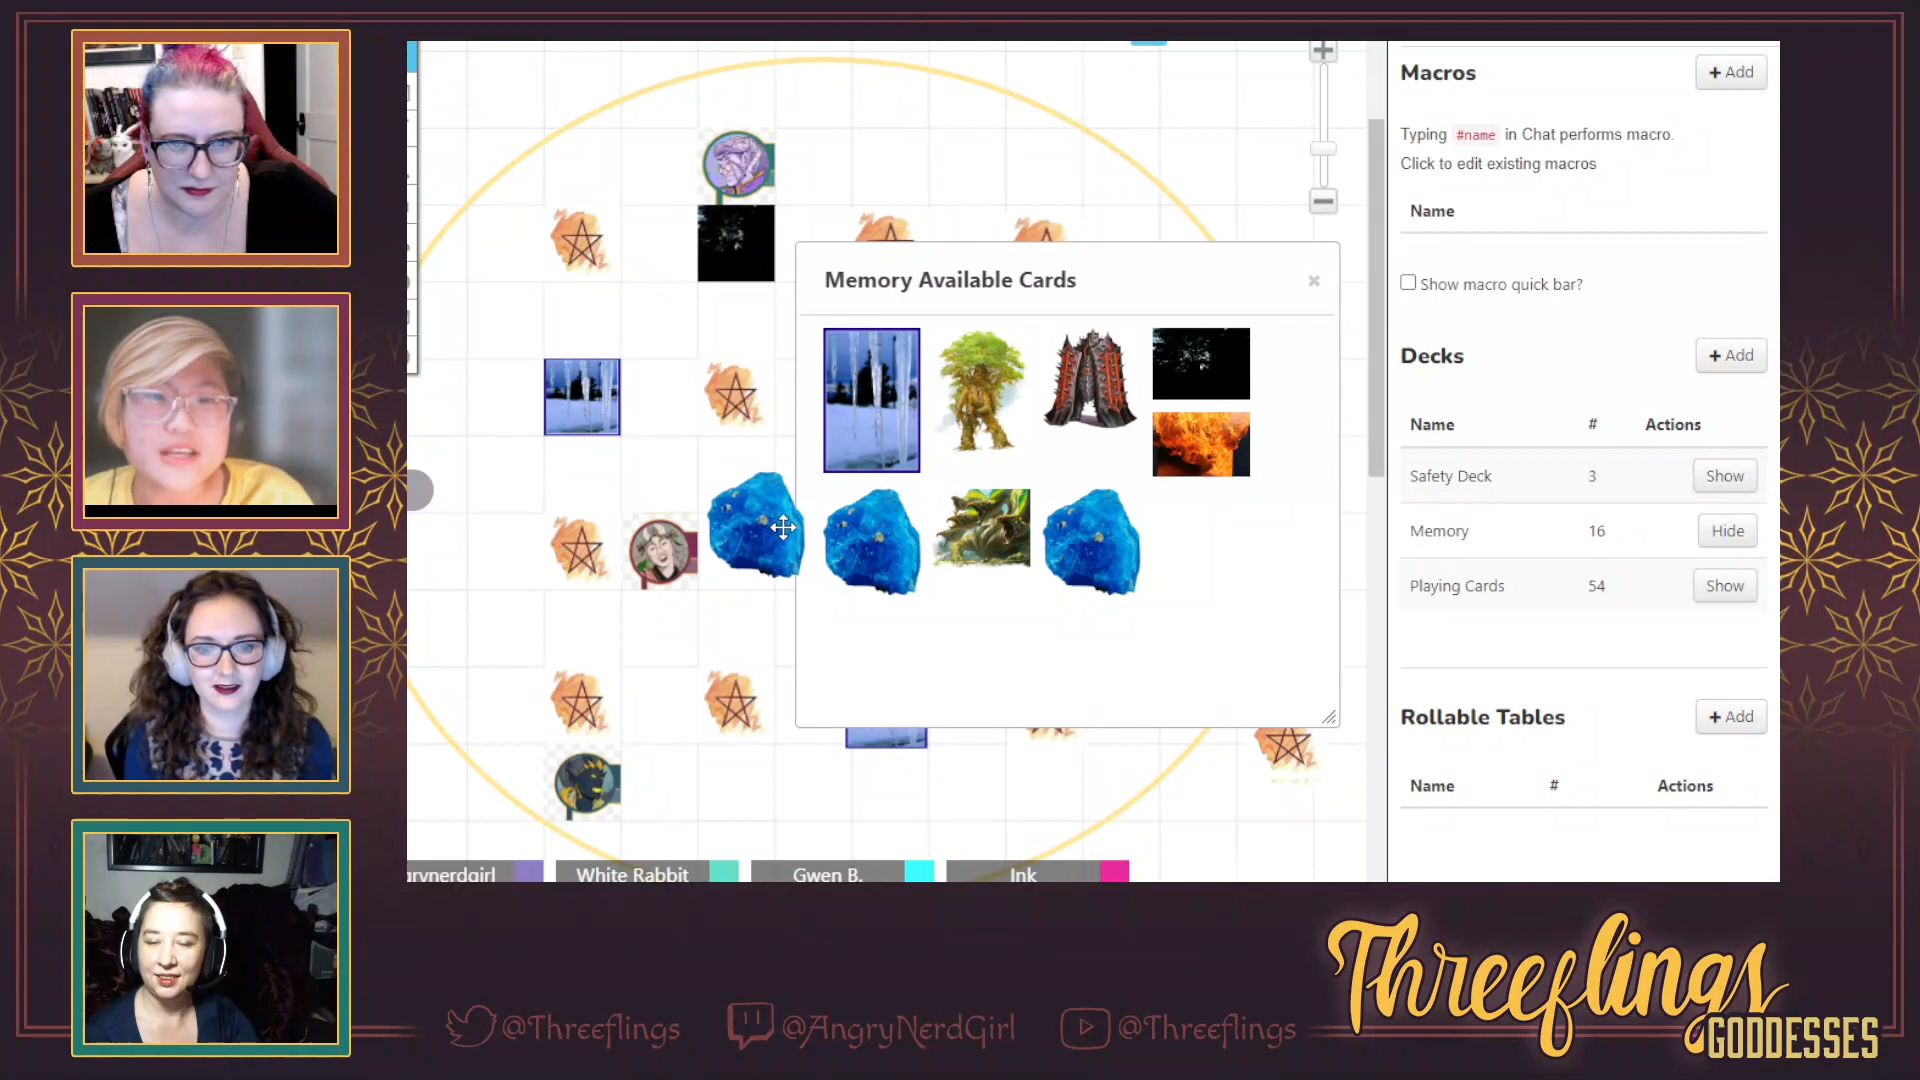 Macros
+ Add
Typing #name in Chat performs macro.
Click to edit existing macros
Name
Show macro quick bar?
Memory Available Cards
×
Decks
+ Add
Name # Actions
Safety Deck 3 Show
Memory 16 Hide
Playing Cards 54 Show
Rollable Tables
+ Add
Name # Actions
arynerdgirl
White Rabbit
Gwen B.
Ink
@Threeflings
@AngryNerdGirl
@Threeflings
Threeflings
GODDESSES